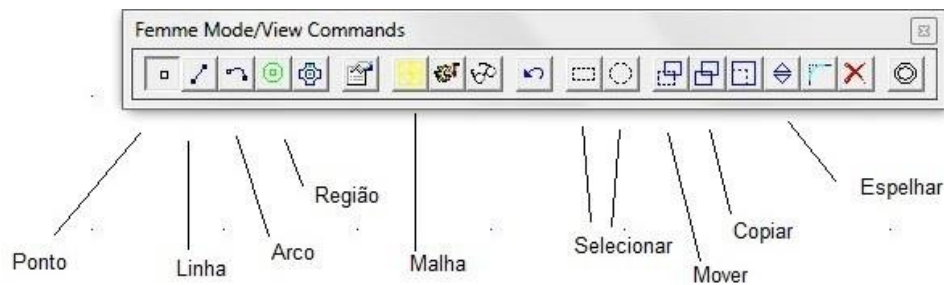 Femme Mode/View Commands
Ponto
Linha
Arco
Região
Malha
Selecionar
Mover
Copiar
Espelhar